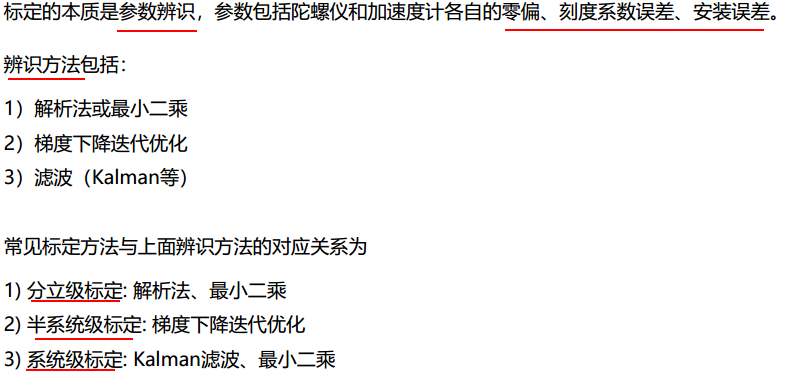 标定的本质是参数辨识，参数包括陀螺仪和加速度计各自的零偏、刻度系数误差、安装误差。
辨识方法包括：
1）解析法或最小二乘
2）梯度下降迭代优化
3）滤波（Kalman等）
常见标定方法与上面辨识方法的对应关系为
1) 分立级标定: 解析法、最小二乘
2) 半系统级标定: 梯度下降迭代优化
3) 系统级标定: Kalman滤波、最小二乘